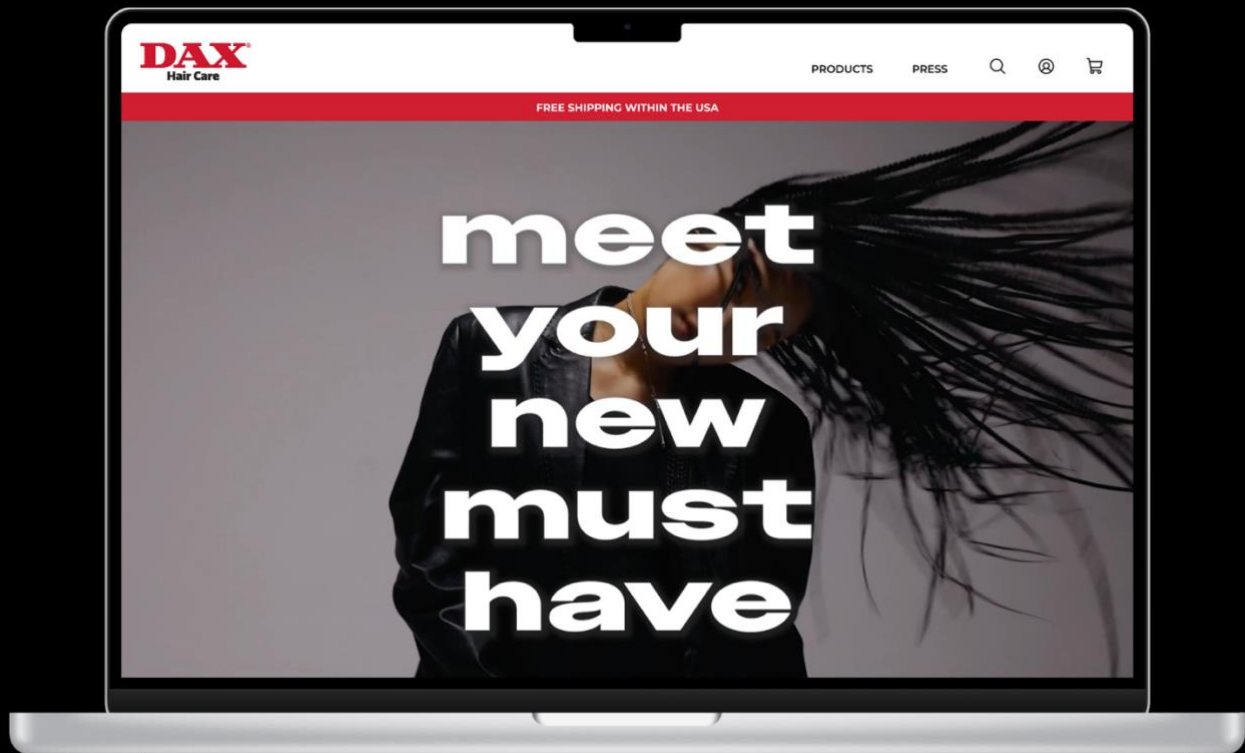 DAX®
Hair Care
PRODUCTS
PRESS
FREE SHIPPING WITHIN THE USA
meet
your
new
must
have